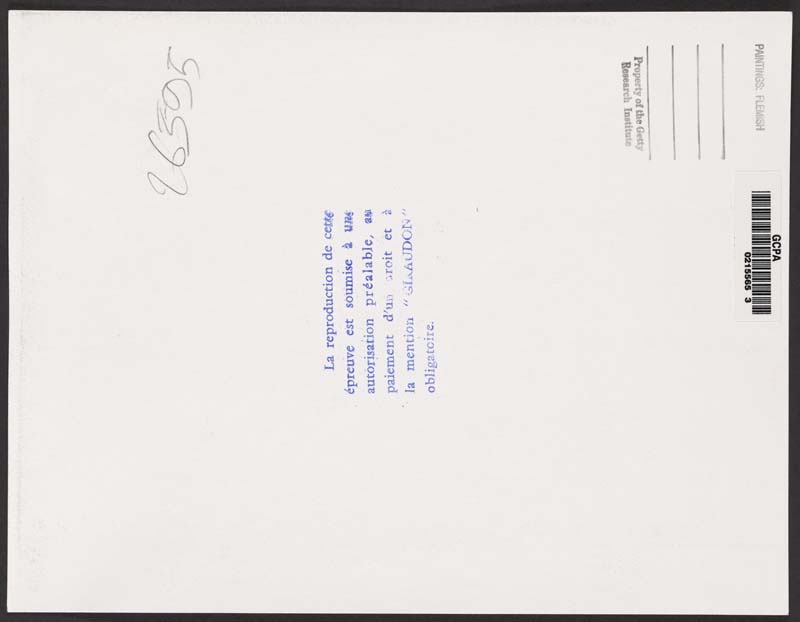 26595
La reproduction de cette
épreuve est soumise à une
autorisation préalable, au
paiement d'un droit et à
la mention "GIRAUDON"
obligatoire.
Property of the Getty
Research Institute
PAINTINGS: FLEMISH
GCPA
0215565 3